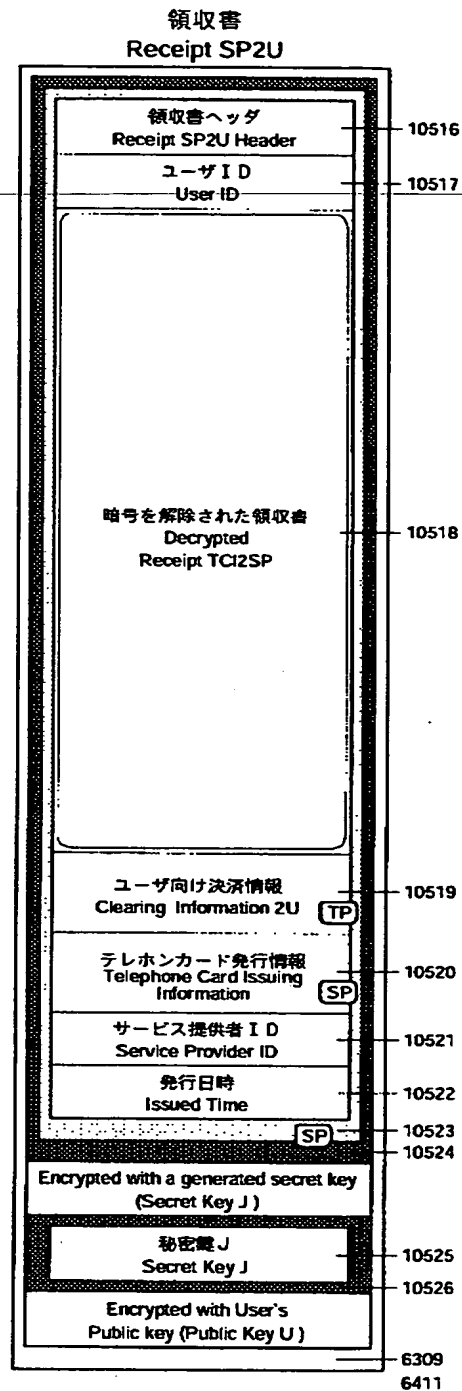 領収書
Receipt SP2U
領収書ヘッダ
Receipt SP2U Header
10516
ユーザID
User ID
10517
暗号を解除された領収書
Decrypted
Receipt TCI2SP
10518
ユーザ向け決済情報
Clearing Information 2U
TP
10519
テレホンカード発行情報
Telephone Card Issuing
Information
SP
10520
サービス提供者ID
Service Provider ID
10521
発行日時
Issued Time
10522
SP
10523
10524
Encrypted with a generated secret key
(Secret Key J)
秘密鍵J
Secret Key J
10525
10526
Encrypted with User's
Public key (Public Key U)
6309
6411